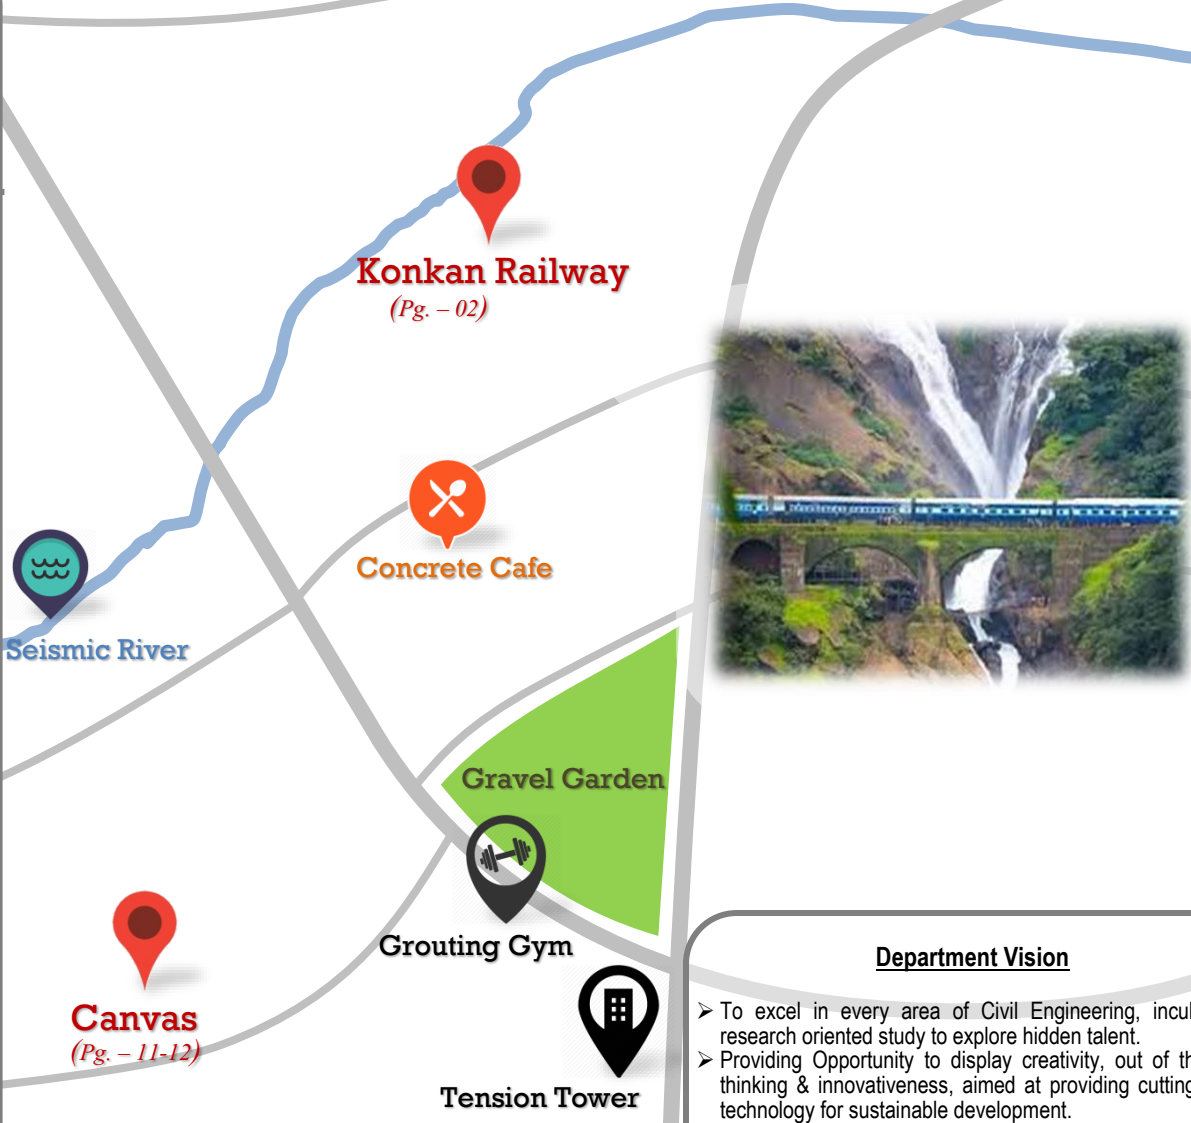 Konkan Railway
(Pg. – 02)
Concrete Cafe
Seismic River
Gravel Garden
Grouting Gym
Canvas
(Pg. – 11-12)
Tension Tower
Department Vision
➢ To excel in every area of Civil Engineering,
research oriented study to explore hidden talent.
➢ Providing Opportunity to display creativity, out of
thinking & innovativeness, aimed at providing cutting
technology for sustainable development.